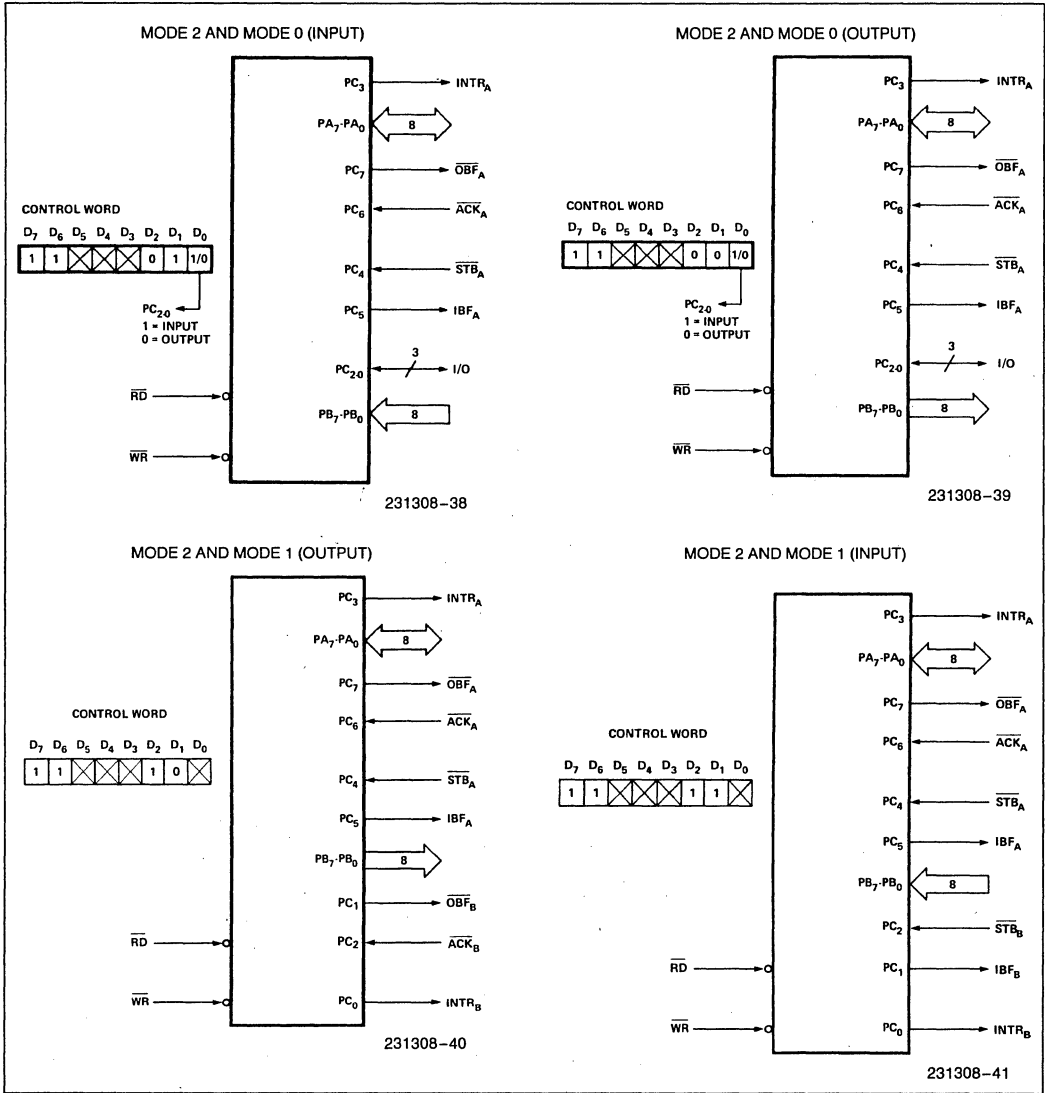 MODE 2 AND MODE 0 (INPUT)
PC3 INTRA
PA7-PA0 8
PC7 OBFA
CONTROL WORD
PC6 ACKA
D7 D6 D5 D4 D3 D2 D1 D0
1 1 0 1 1/0
PC4 STBA
PC2-0
1 = INPUT
0 = OUTPUT
PC5 IBFA
3
PC2-0 I/O
RD
PB7-PB0 8
WR
231308-38
MODE 2 AND MODE 0 (OUTPUT)
PC3 INTRA
PA7-PA0 8
PC7 OBFA
CONTROL WORD
PC6 ACKA
D7 D6 D5 D4 D3 D2 D1 D0
1 1 0 0 1/0
PC4 STBA
PC2-0
1 = INPUT
0 = OUTPUT
PC5 IBFA
3
PC2-0 I/O
RD
PB7-PB0 8
WR
231308-39
MODE 2 AND MODE 1 (OUTPUT)
PC3 INTRA
PA7-PA0 8
PC7 OBFA
CONTROL WORD
PC6 ACKA
D7 D6 D5 D4 D3 D2 D1 D0
1 1 1 0
PC4 STBA
PC5 IBFA
PB7-PB0 8
PC1 OBFB
RD
PC2 ACKB
WR
PC0 INTRB
231308-40
MODE 2 AND MODE 1 (INPUT)
PC3 INTRA
PA7-PA0 8
PC7 OBFA
CONTROL WORD
PC6 ACKA
D7 D6 D5 D4 D3 D2 D1 D0
1 1 1 1
PC4 STBA
PC5 IBFA
PB7-PB0 8
PC2 STBB
RD
PC1 IBFB
WR
PC0 INTRB
231308-41